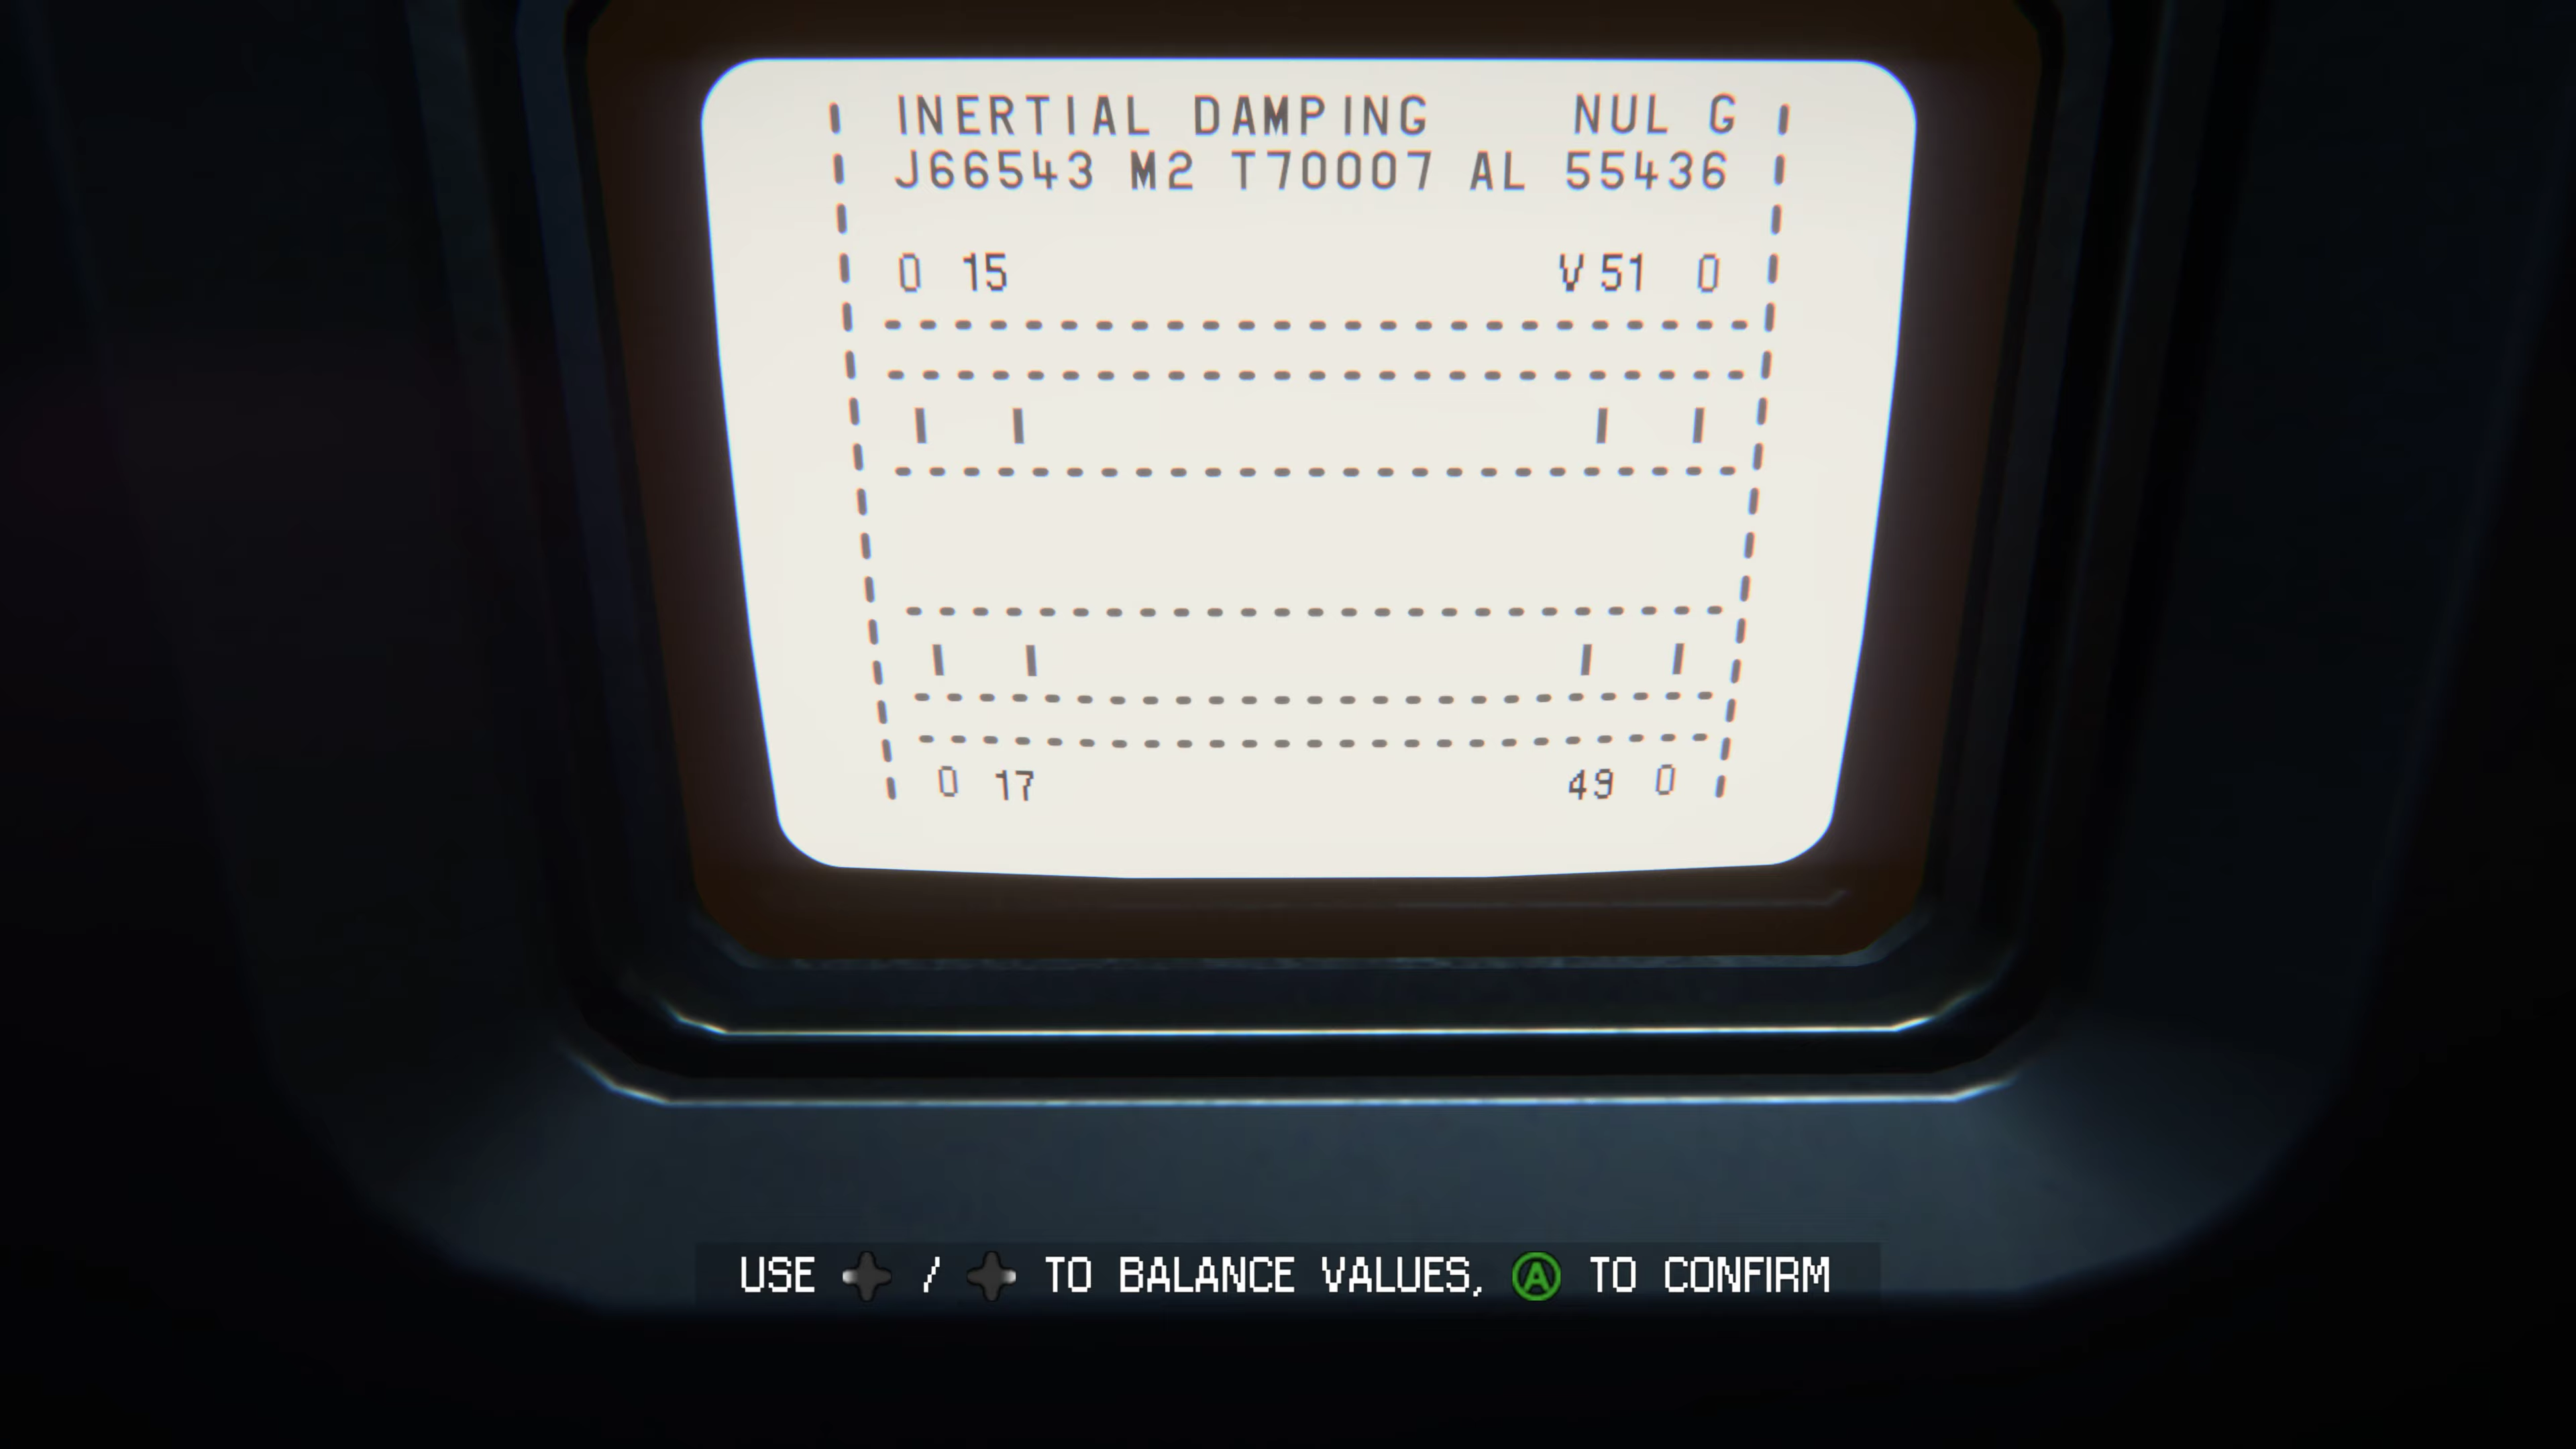 INERTIAL DAMPING NUL G
J66543 M2 T70007 AL 55436
0 15 V 51 0
0 17 49 0
USE / TO BALANCE VALUES, A TO CONFIRM